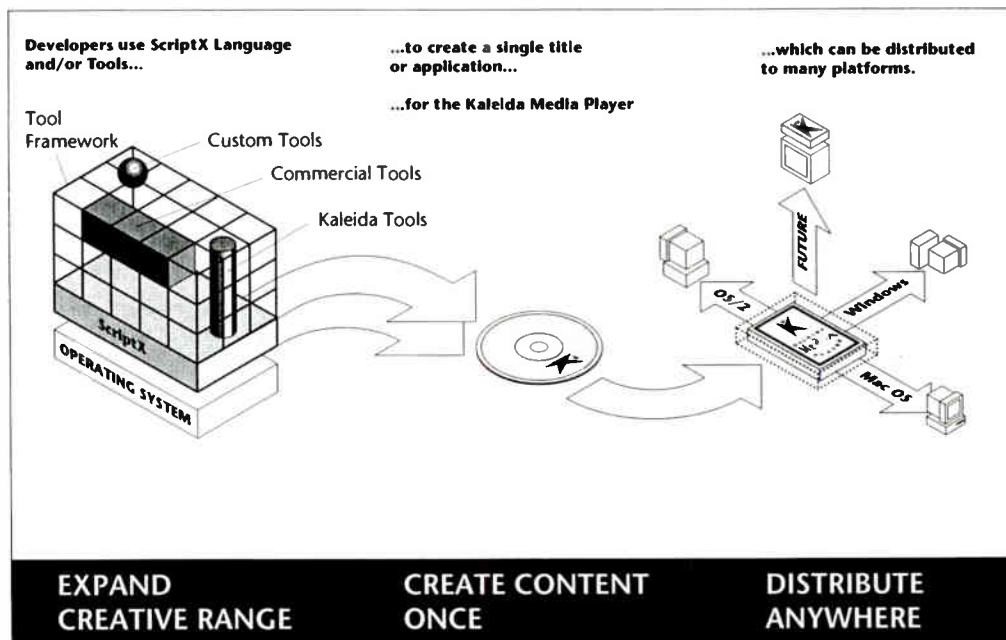 Developers use ScriptX Language
and/or Tools...
...to create a single title
or application...
...for the Kaleida Media Player
...which can be distributed
to many platforms.
Tool
Framework
Custom Tools
Commercial Tools
Kaleida Tools
ScriptX
OPERATING SYSTEM
FUTURE
OS/2
Windows
Mac OS
EXPAND
CREATIVE RANGE
CREATE CONTENT
ONCE
DISTRIBUTE
ANYWHERE